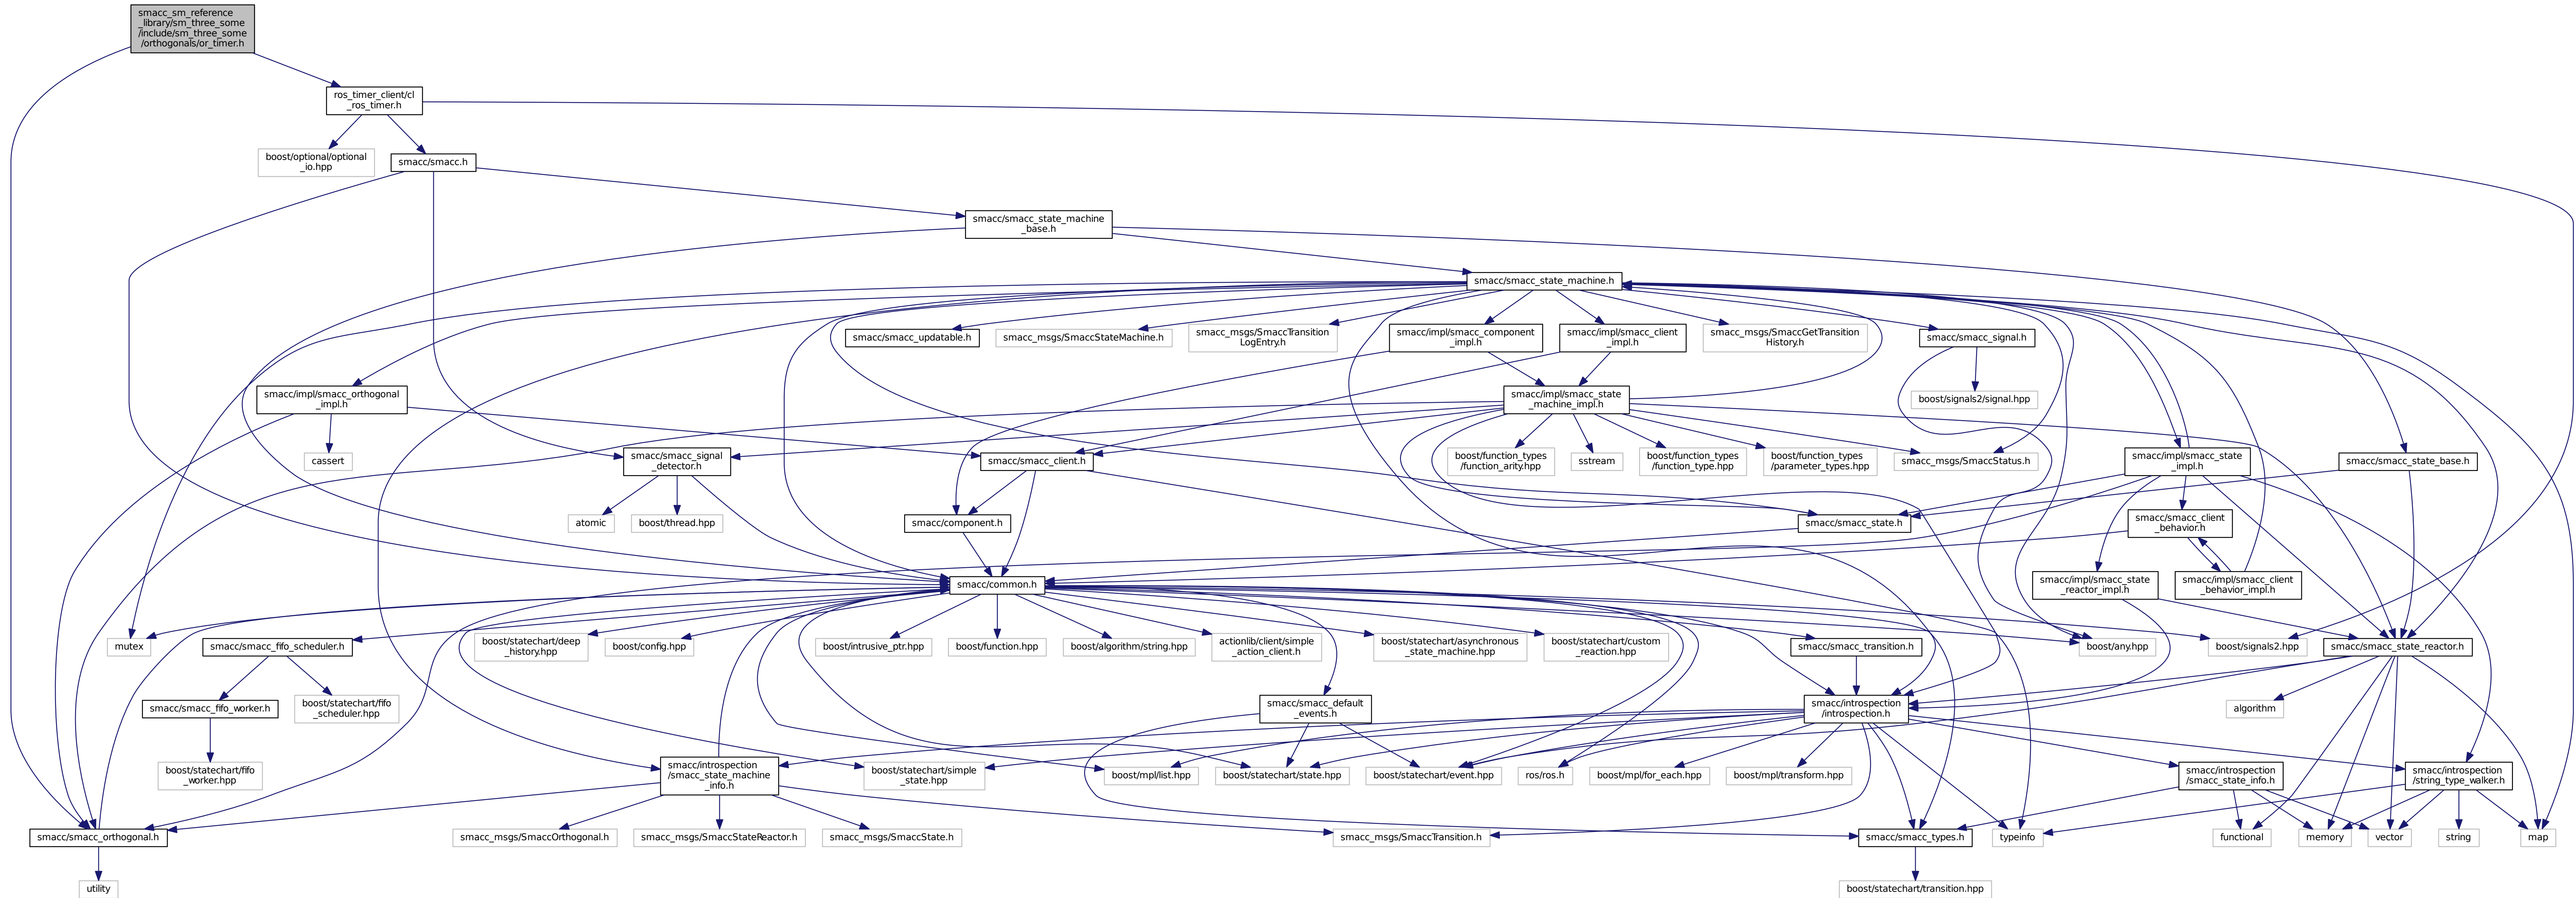 smacc_sm_reference
_library/sm_three_some
/include/sm_three_some
/orthogonals/or_timer.h
ros_timer_client/cl
_ros_timer.h
boost/optional/optional
_io.hpp
smacc/smacc.h
smacc/smacc_state_machine
_base.h
smacc/smacc_state_machine.h
smacc/smacc_updatable.h
smacc_msgs/SmaccStateMachine.h
smacc_msgs/SmaccTransition
LogEntry.h
smacc/impl/smacc_component
_impl.h
smacc/impl/smacc_client
_impl.h
smacc_msgs/SmaccGetTransition
History.h
smacc/smacc_signal.h
smacc/impl/smacc_orthogonal
_impl.h
smacc/impl/smacc_state
_machine_impl.h
boost/signals2/signal.hpp
cassert
smacc/smacc_signal
_detector.h
smacc/smacc_client.h
boost/function_types
/function_arity.hpp
sstream
boost/function_types
/function_type.hpp
boost/function_types
/parameter_types.hpp
smacc_msgs/SmaccStatus.h
smacc/impl/smacc_state
_impl.h
smacc/smacc_state_base.h
atomic
boost/thread.hpp
smacc/component.h
smacc/smacc_state.h
smacc/smacc_client
_behavior.h
smacc/common.h
smacc/impl/smacc_state
_reactor_impl.h
smacc/impl/smacc_client
_behavior_impl.h
mutex
smacc/smacc_fifo_scheduler.h
boost/statechart/deep
_history.hpp
boost/config.hpp
boost/intrusive_ptr.hpp
boost/function.hpp
boost/algorithm/string.hpp
actionlib/client/simple
_action_client.h
boost/statechart/asynchronous
_state_machine.hpp
boost/statechart/custom
_reaction.hpp
smacc/smacc_transition.h
boost/any.hpp
boost/signals2.hpp
smacc/smacc_state_reactor.h
smacc/smacc_fifo_worker.h
boost/statechart/fifo
_scheduler.hpp
smacc/smacc_default
_events.h
smacc/introspection
/introspection.h
algorithm
boost/statechart/fifo
_worker.hpp
smacc/introspection
/smacc_state_machine
_info.h
boost/statechart/simple
_state.hpp
boost/mpl/list.hpp
boost/statechart/state.hpp
boost/statechart/event.hpp
ros/ros.h
boost/mpl/for_each.hpp
boost/mpl/transform.hpp
smacc/introspection
/smacc_state_info.h
smacc/introspection
/string_type_walker.h
smacc/smacc_orthogonal.h
smacc_msgs/SmaccOrthogonal.h
smacc_msgs/SmaccStateReactor.h
smacc_msgs/SmaccState.h
smacc_msgs/SmaccTransition.h
smacc/smacc_types.h
typeinfo
functional
memory
vector
string
map
utility
boost/statechart/transition.hpp